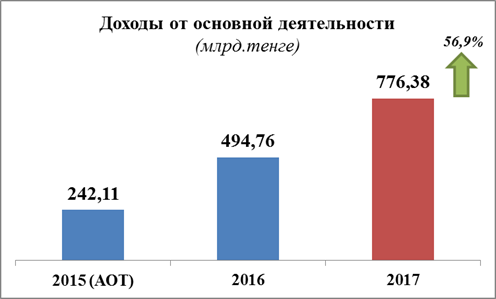 Доходы от основной деятельности
(млрд.тенге)
56,9%
776,38
494,76
242,11
2015 (АОТ)
2016
2017